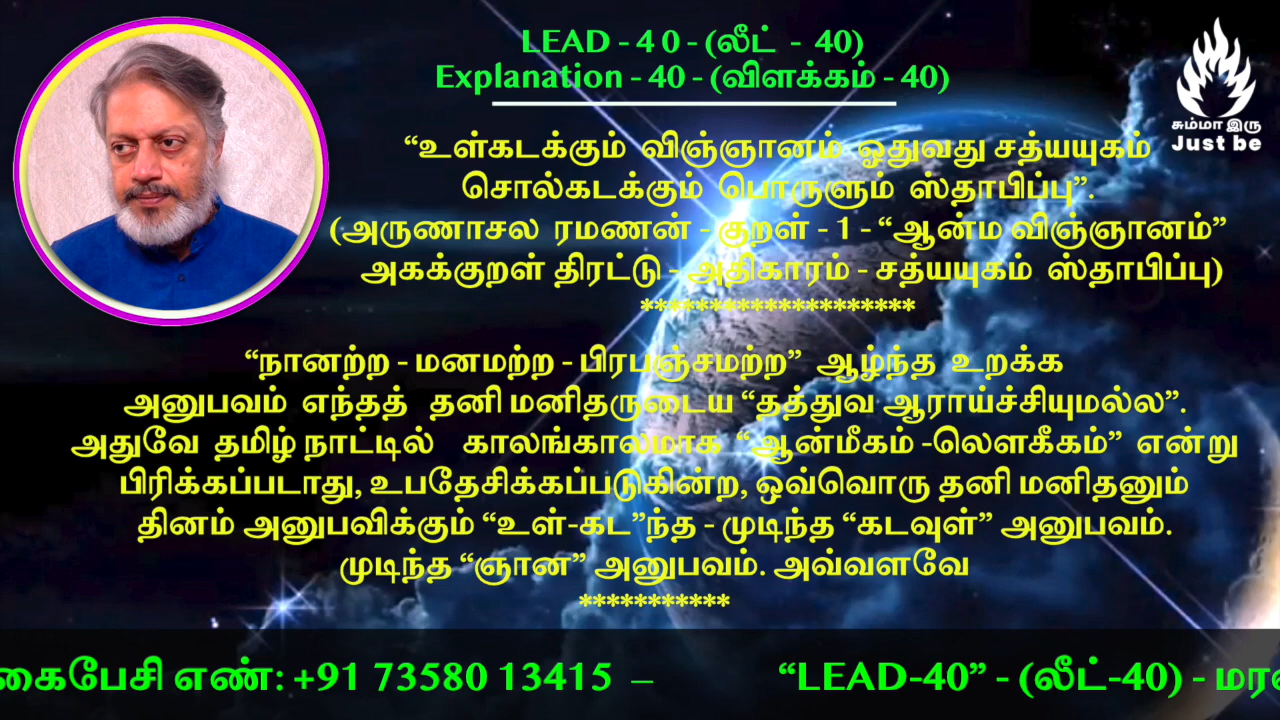 LEAD - 4 0 - (லீட் - 40)
Explanation - 40 - (விளக்கம் - 40)
சும்மா இரு
Just be
“உள்கடக்கும் விஞ்ஞானம் ஓதுவது சத்யயுகம்
சொல்கடக்கும் பொருளும் ஸ்தாபிப்பு”.
(அருணாசல ரமணன் - குறள் - 1 - “ஆன்ம விஞ்ஞானம்”
அகக்குறள் திரட்டு - அதிகாரம் - சத்யயுகம் ஸ்தாபிப்பு)
********************
“நானற்ற - மனமற்ற - பிரபஞ்சமற்ற” ஆழ்ந்த உறக்க
அனுபவம் எந்தத் தனி மனிதருடைய “தத்துவ ஆராய்ச்சியுமல்ல”.
அதுவே தமிழ் நாட்டில் காலங்காலமாக “ஆன்மீகம் -லௌகீகம்” என்று
பிரிக்கப்படாது, உபதேசிக்கப்படுகின்ற, ஒவ்வொரு தனி மனிதனும்
தினம் அனுபவிக்கும் “உள்-கட”ந்த - முடிந்த “கடவுள்” அனுபவம்.
முடிந்த “ஞான” அனுபவம். அவ்வளவே
***********
கைபேசி எண்: +91 73580 13415 – “LEAD-40” - (லீட்-40) -